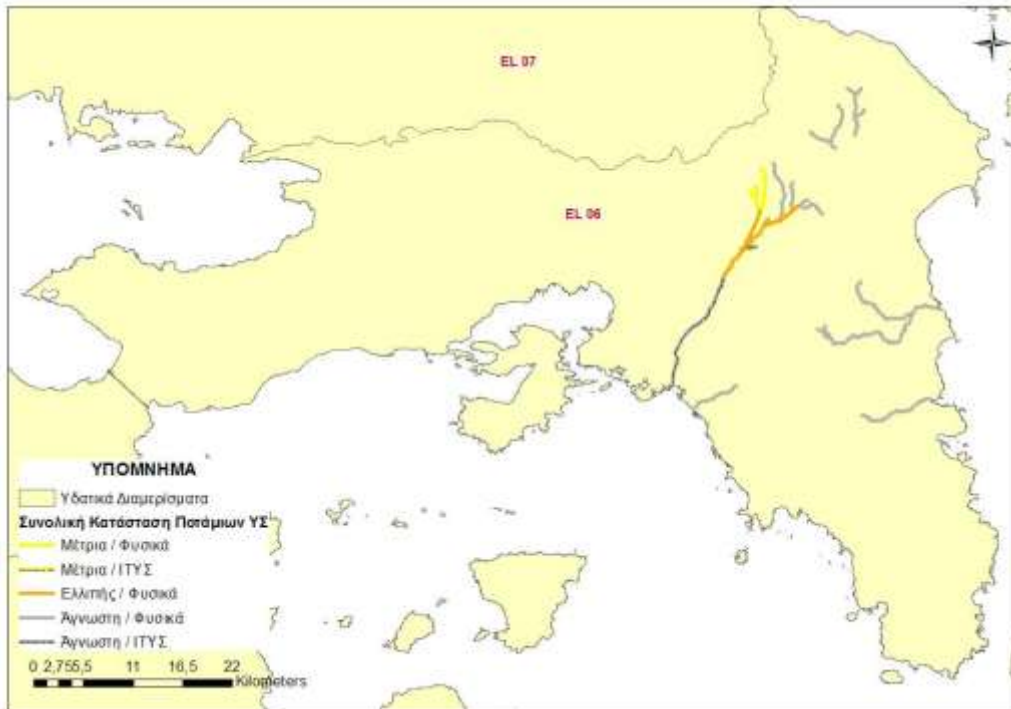 EL 07
EL 06
ΥΠΟΜΝΗΜΑ
Υδατικά Διαμερίσματα
Συνολική Κατάσταση Ποτάμιων ΥΣ
Μέτρια / Φυσικά
Μέτρια / ΙΤΥΣ
Ελλιπής / Φυσικά
Άγνωστη / Φυσικά
Άγνωστη / ΙΤΥΣ
0 2,755,5 11 16,5 22
Kilometers